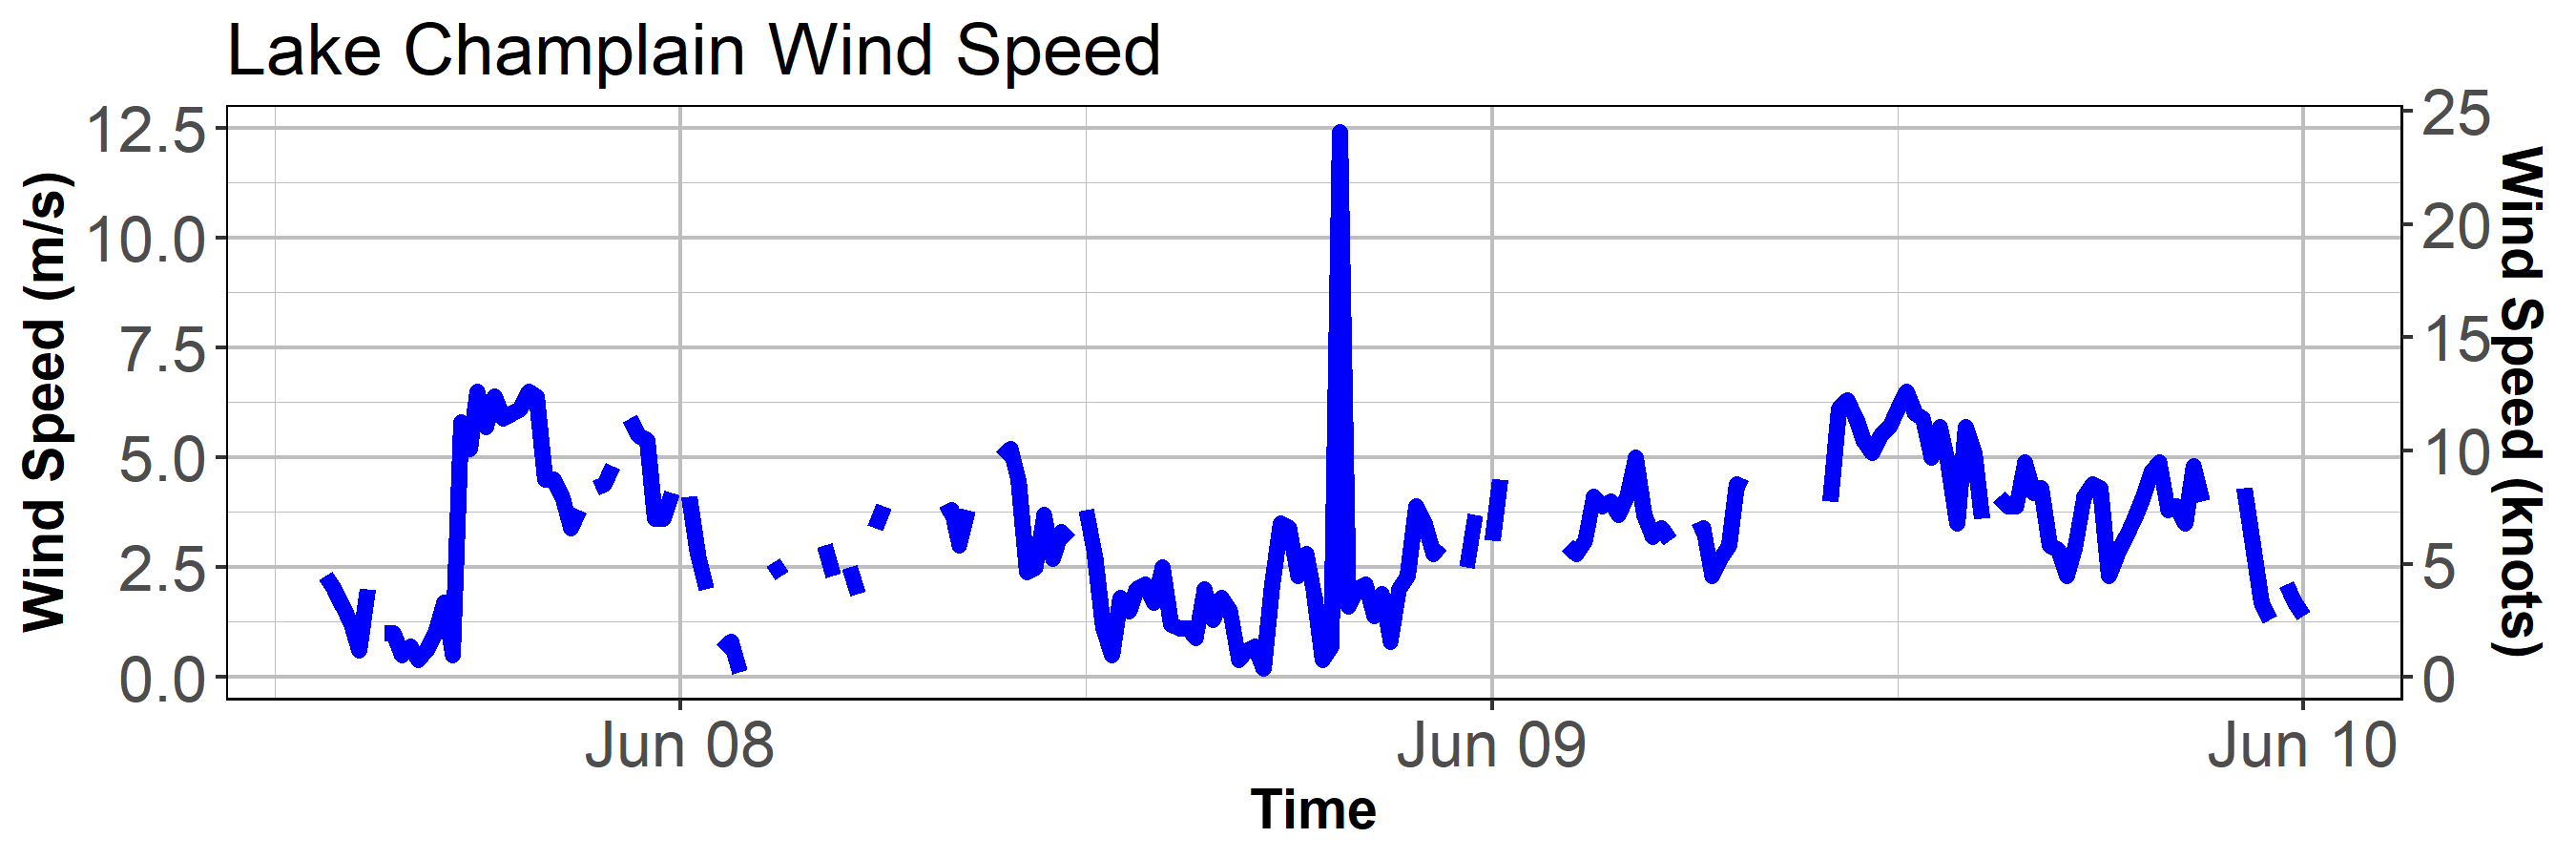 Lake Champlain Wind Speed
Wind Speed (m/s)
12.5
10.0
7.5
5.0
2.5
0.0
25
20
15
10
5
0
Wind Speed (knots)
Jun 08
Jun 09
Jun 10
Time